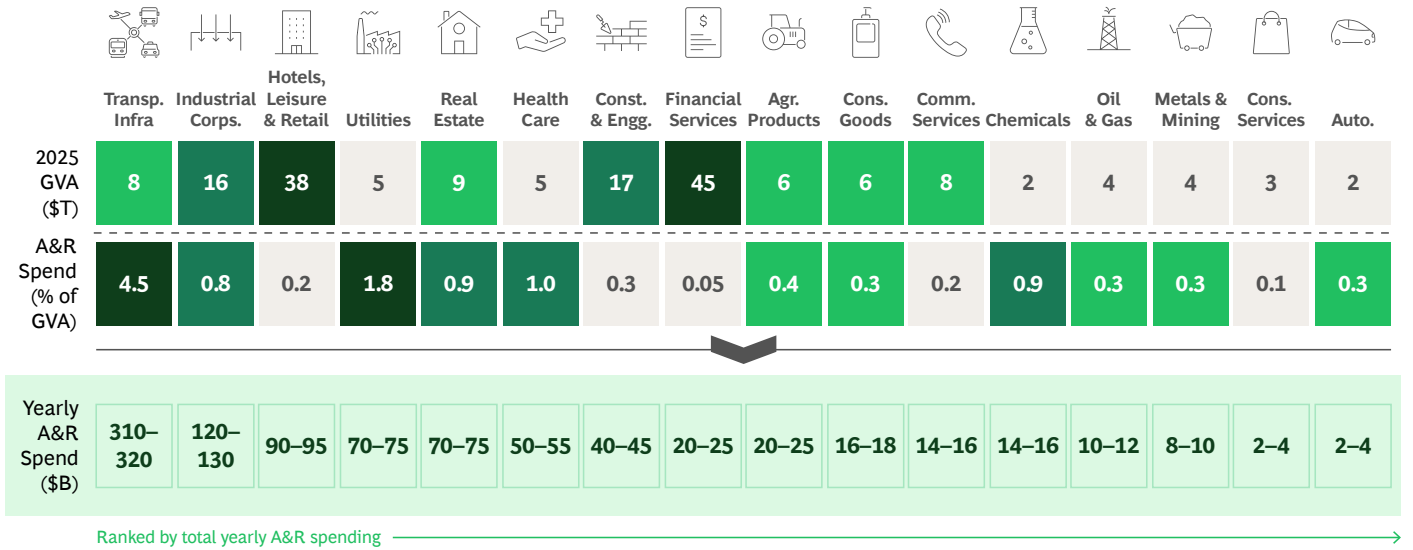 $
Transp.
Infra
Industrial
Corps.
Hotels,
Leisure
& Retail
Utilities
Real
Estate
Health
Care
Const.
& Engg.
Financial
Services
Agr.
Products
Cons.
Goods
Comm.
Services
Chemicals
Oil
& Gas
Metals &
Mining
Cons.
Services
Auto.
2025
GVA
($T)
8 16 38 5 9 5 17 45 6 6 8 2 4 4 3 2
A&R
Spend
(% of
GVA)
4.5 0.8 0.2 1.8 0.9 1.0 0.3 0.05 0.4 0.3 0.2 0.9 0.3 0.3 0.1 0.3
Yearly
A&R
Spend
($B)
310–
320
120–
130
90–95 70–75 70–75 50–55 40–45 20–25 20–25 16–18 14–16 14–16 10–12 8–10 2–4 2–4
Ranked by total yearly A&R spending